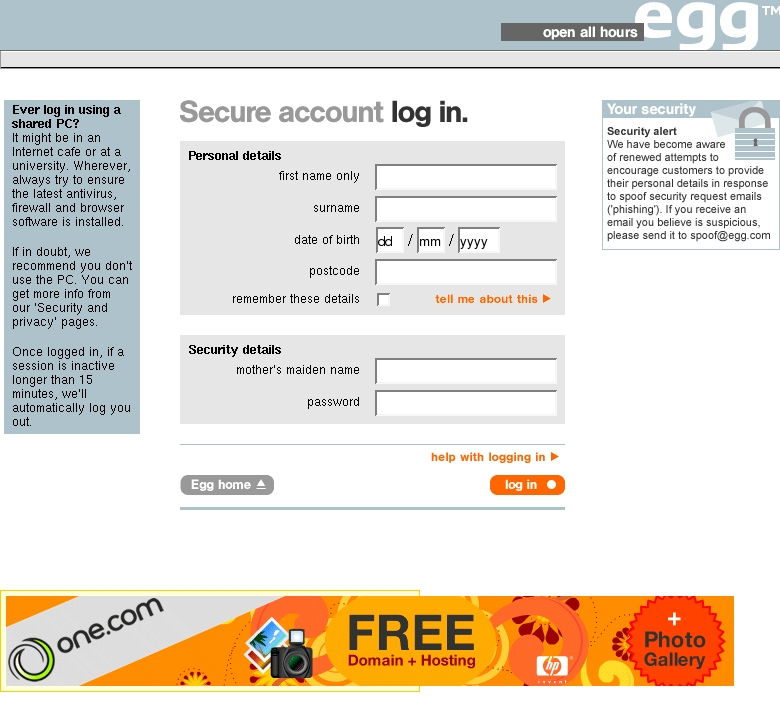 egg™
open all hours
Ever log in using a
shared PC?
It might be in an
Internet cafe or at a
university. Wherever,
always try to ensure
the latest antivirus,
firewall and browser
software is installed.
If in doubt, we
recommend you don't
use the PC. You can
get more info from
our 'Security and
privacy' pages.
Once logged in, if a
session is inactive
longer than 15
minutes, we'll
automatically log you
out.
Secure account log in.
Personal details
first name only
surname
date of birth dd / mm / yyyy
postcode
remember these details tell me about this
Security details
mother's maiden name
password
help with logging in
Egg home log in
Your security
Security alert
We have become aware
of renewed attempts to
encourage customers to provide
their personal details in response
to spoof security request emails
('phishing'). If you receive an
email you believe is suspicious,
please send it to spoof@egg.com
one.com
FREE
Domain + Hosting
hp
invent
+
Photo
Gallery